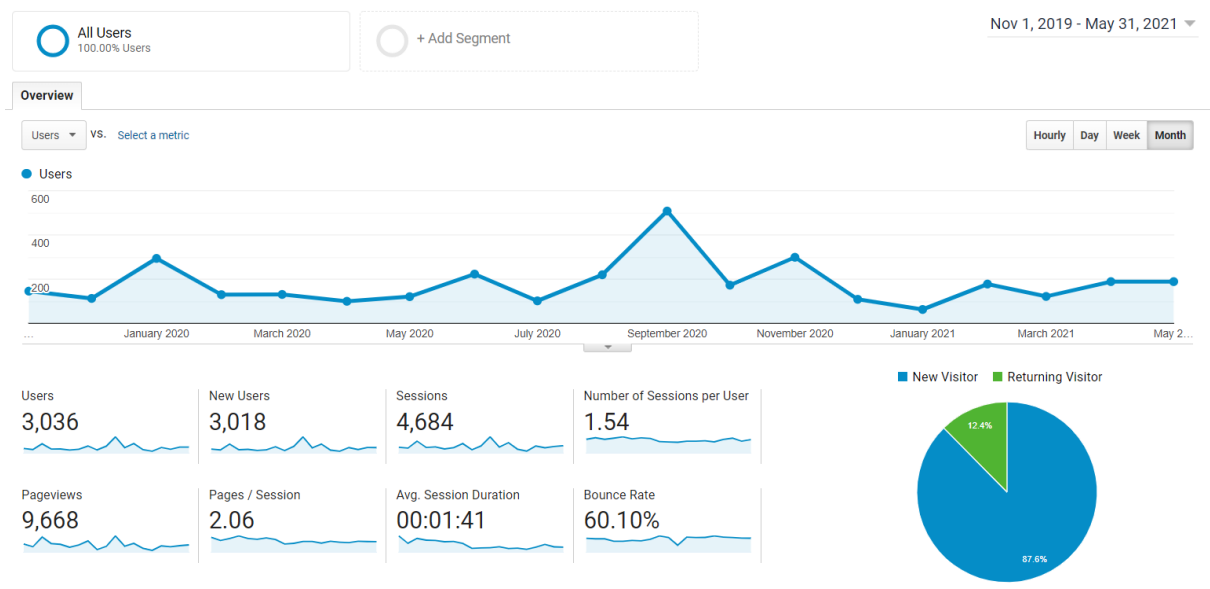 All Users
100.00% Users
+ Add Segment
Nov 1, 2019 - May 31, 2021
Overview
Users
vs.
Select a metric
Hourly Day Week Month
Users
600
400
200
... January 2020 March 2020 May 2020 July 2020 September 2020 November 2020 January 2021 March 2021 May 2...
New Visitor Returning Visitor
Users New Users Sessions Number of Sessions per User
3,036 3,018 4,684 1.54
12.4%
Pageviews Pages / Session Avg. Session Duration Bounce Rate
9,668 2.06 00:01:41 60.10%
87.6%